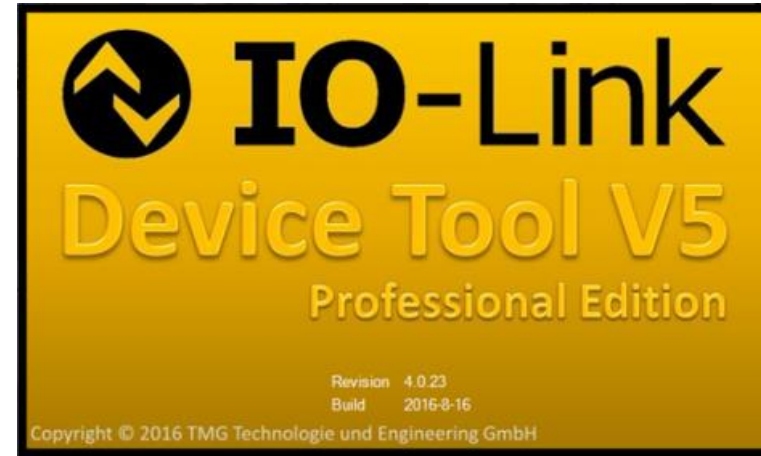 IO-Link
Device Tool V5
Professional Edition
Revision 4.0.23
Build 2016-8-16
Copyright © 2016 TMG Technologie und Engineering GmbH